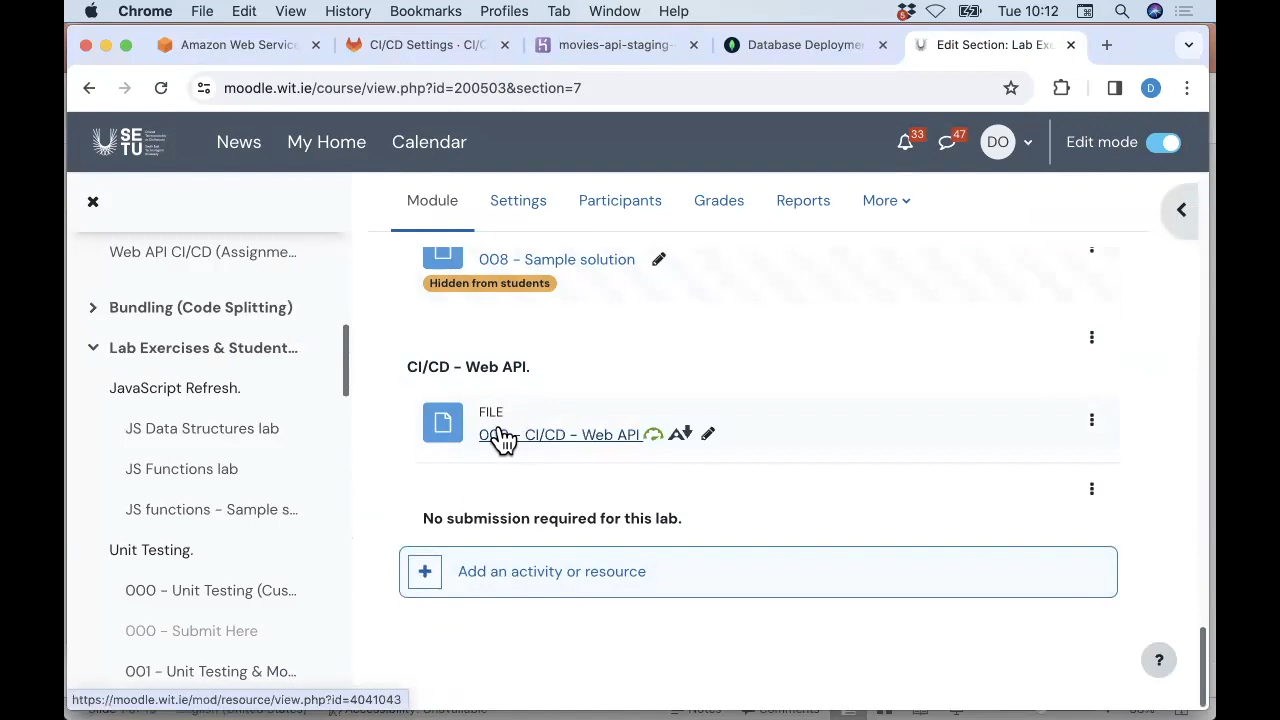 Chrome File Edit View History Bookmarks Profiles Tab Window Help 5 Tue 10:12
Amazon Web Service CI/CD Settings · CI/C movies-api-staging- Database Deployme Edit Section: Lab Exe
moodle.wit.ie/course/view.php?id=200503&section=7 D
SETU News My Home Calendar 33 47 DO Edit mode
Module Settings Participants Grades Reports More
Web API CI/CD (Assignme...
Bundling (Code Splitting)
Lab Exercises & Student...
JavaScript Refresh.
JS Data Structures lab
JS Functions lab
JS functions - Sample s...
Unit Testing.
000 - Unit Testing (Cus...
000 - Submit Here
001 - Unit Testing & Mo...
008 - Sample solution
Hidden from students
CI/CD - Web API.
FILE
- CI/CD - Web API
No submission required for this lab.
+ Add an activity or resource
?
https://moodle.wit.ie/mod/resource/view.php?id=4041043